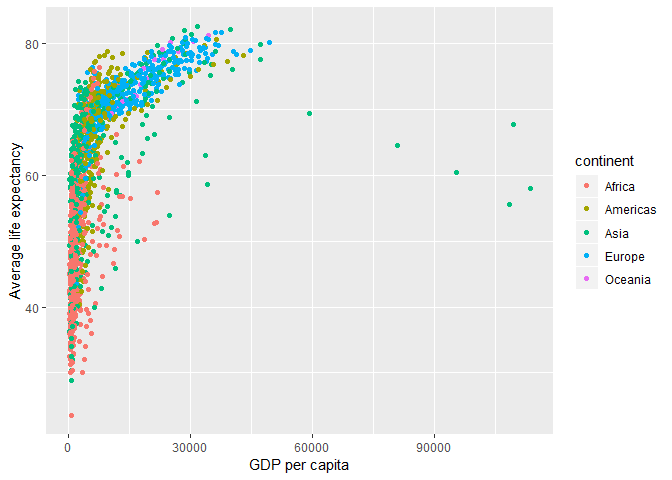 80
60
40
Average life expectancy
0
30000
60000
90000
GDP per capita
continent
Africa
Americas
Asia
Europe
Oceania